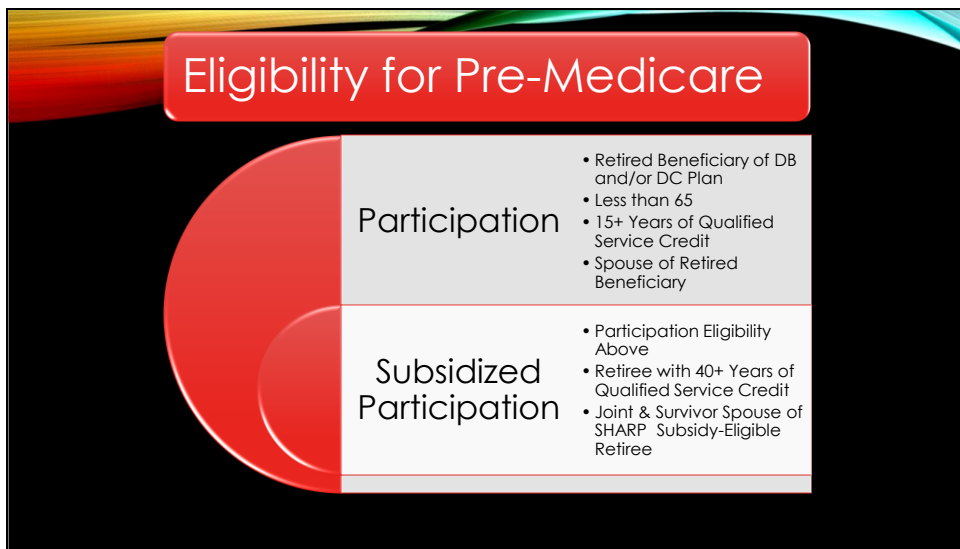 Eligibility for Pre-Medicare
Participation
• Retired Beneficiary of DB
and/or DC Plan
• Less than 65
• 15+ Years of Qualified
Service Credit
• Spouse of Retired
Beneficiary
Subsidized
Participation
• Participation Eligibility
Above
• Retiree with 40+ Years of
Qualified Service Credit
• Joint & Survivor Spouse of
SHARP Subsidy-Eligible
Retiree